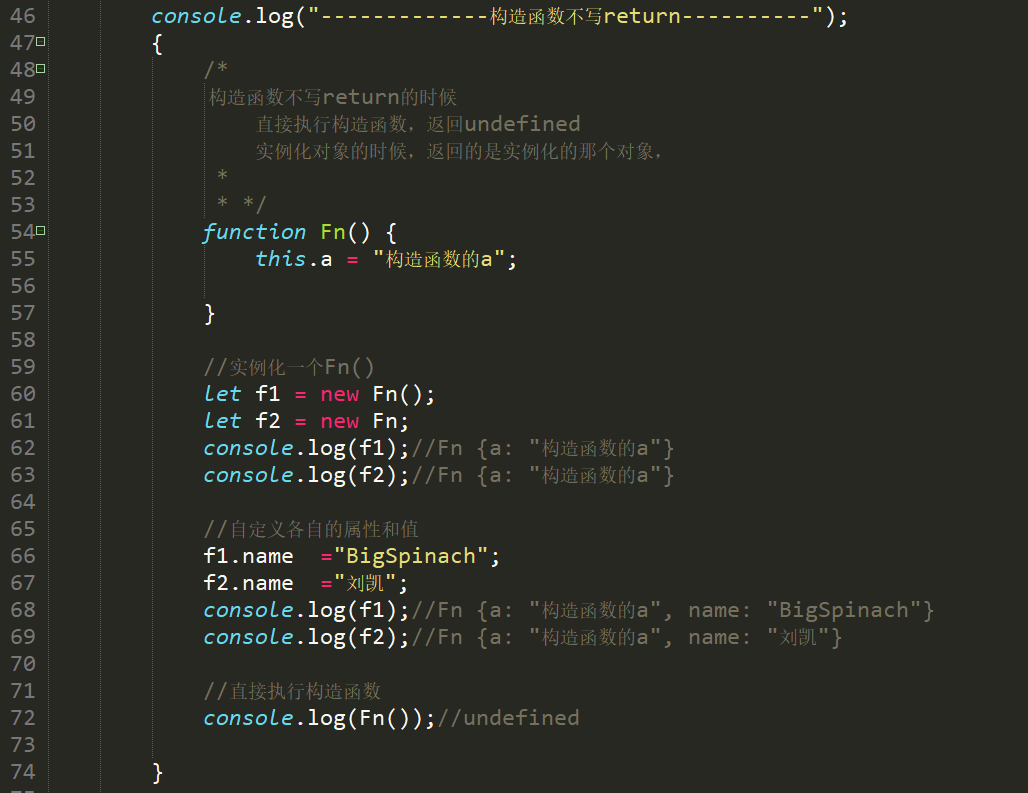 46 console.log("-------------构造函数不写return----------");
47 {
48 /*
49 构造函数不写return的时候
50 直接执行构造函数，返回undefined
51 实例化对象的时候，返回的是实例化的那个对象，
52 *
53 * */
54 function Fn() {
55 this.a = "构造函数的a";
56
57 }
58
59 //实例化一个Fn()
60 let f1 = new Fn();
61 let f2 = new Fn;
62 console.log(f1);//Fn {a: "构造函数的a"}
63 console.log(f2);//Fn {a: "构造函数的a"}
64
65 //自定义各自的属性和值
66 f1.name  ="BigSpinach";
67 f2.name  ="刘凯";
68 console.log(f1);//Fn {a: "构造函数的a", name: "BigSpinach"}
69 console.log(f2);//Fn {a: "构造函数的a", name: "刘凯"}
70
71 //直接执行构造函数
72 console.log(Fn());//undefined
73
74 }